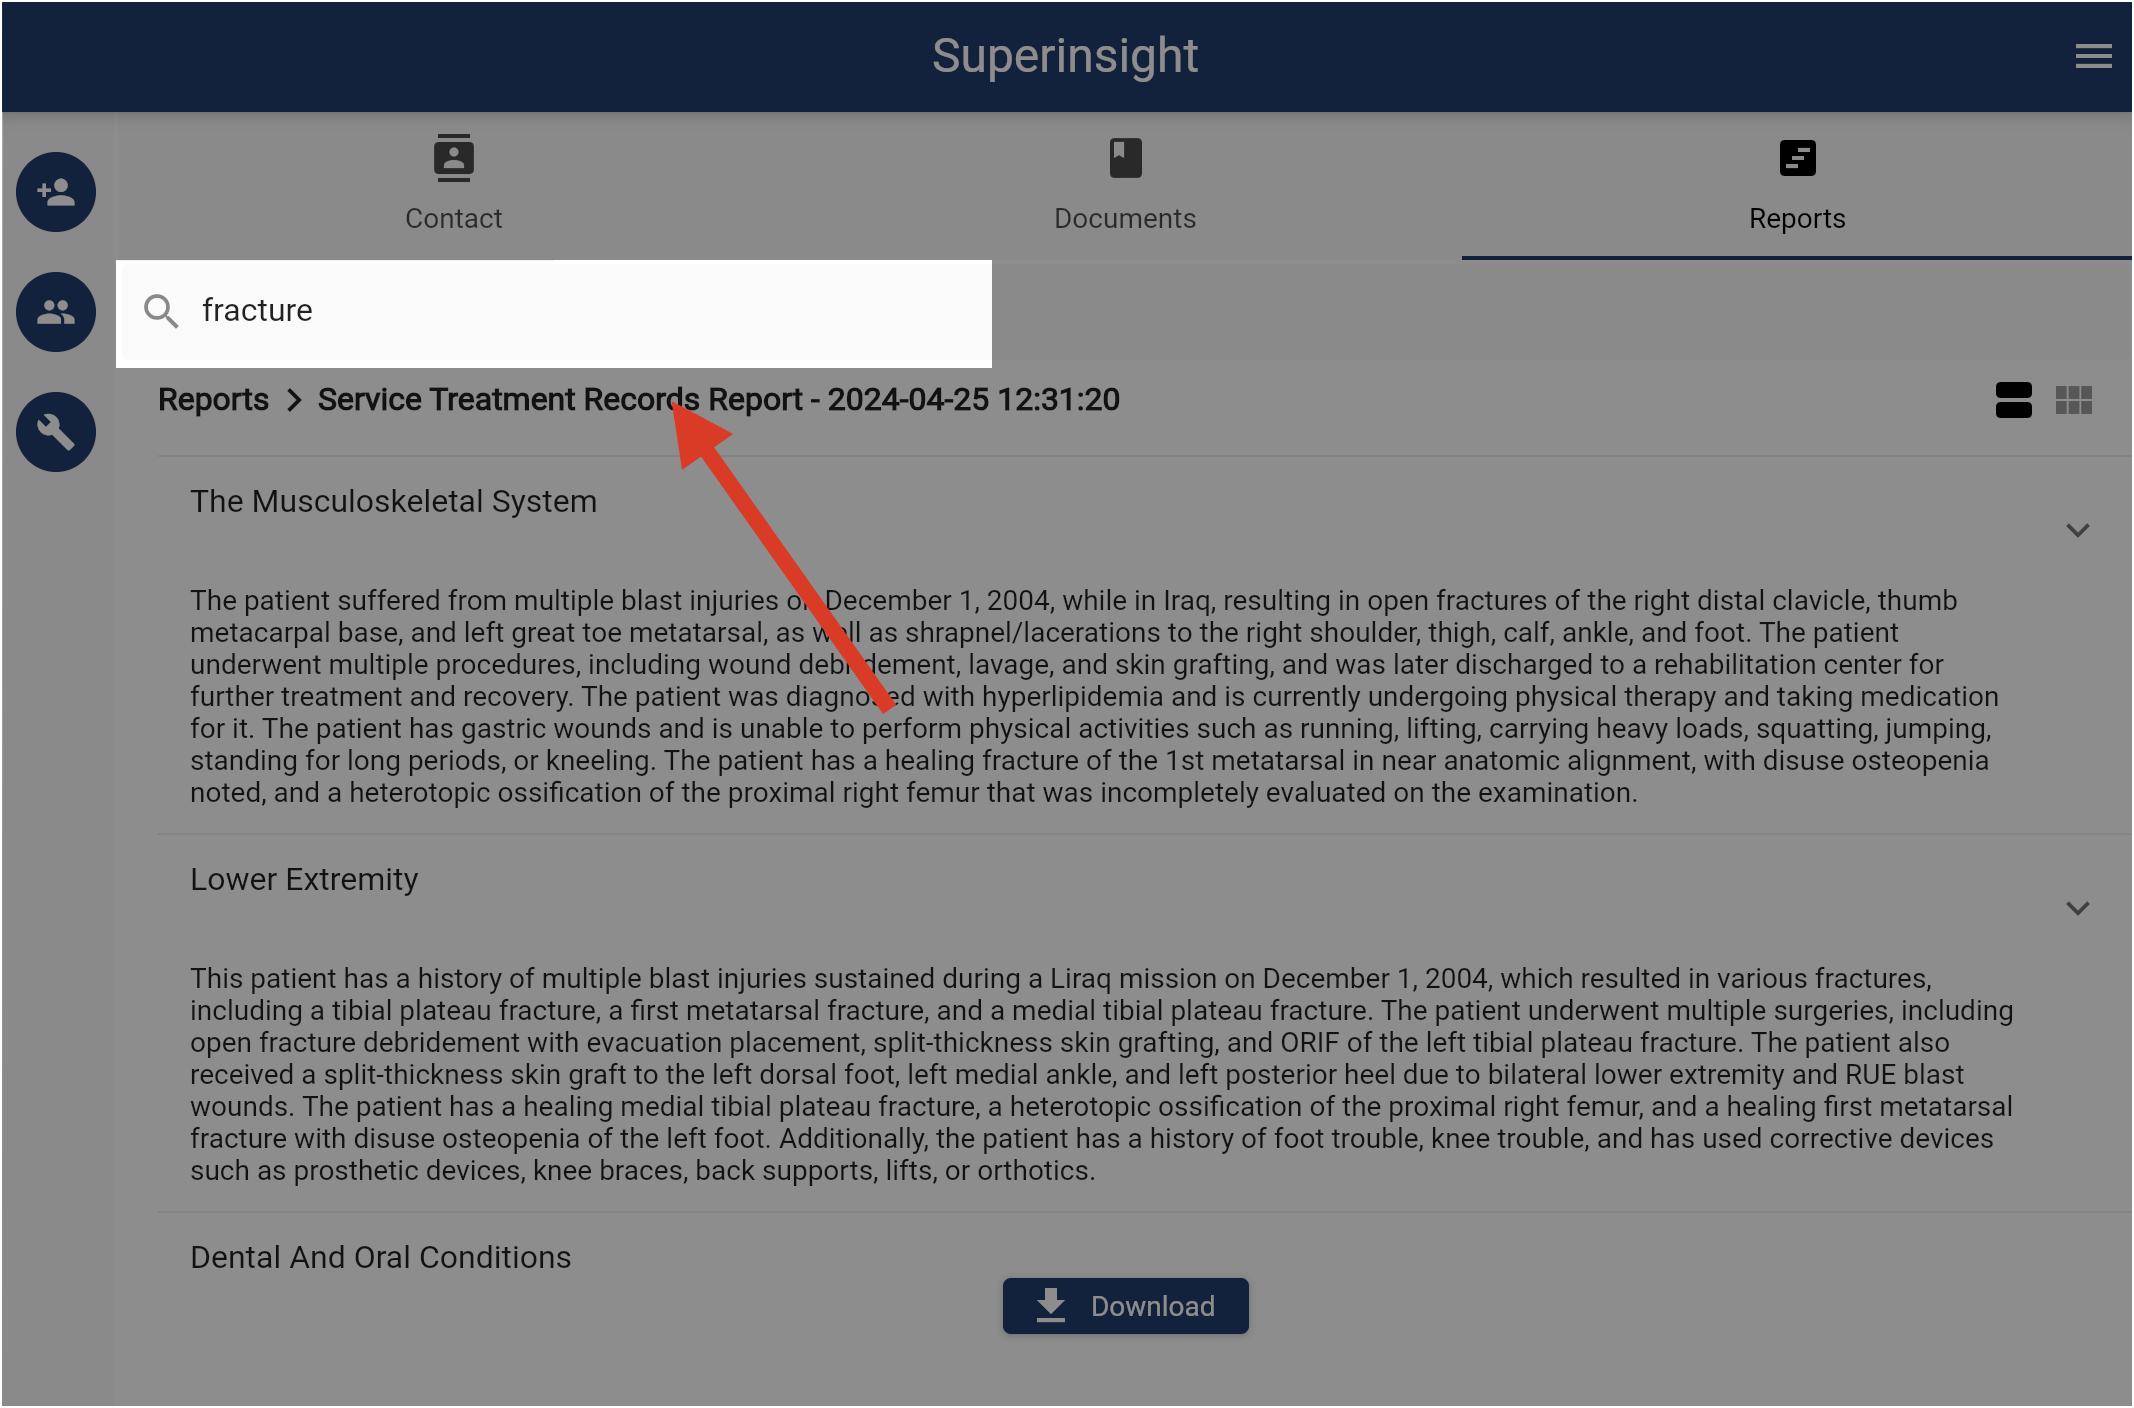 Superinsight
Contact
Documents
Reports
fracture
Reports > Service Treatment Records Report - 2024-04-25 12:31:20
The Musculoskeletal System
The patient suffered from multiple blast injuries on December 1, 2004, while in Iraq, resulting in open fractures of the right distal clavicle, thumb
metacarpal base, and left great toe metatarsal, as well as shrapnel/lacerations to the right shoulder, thigh, calf, ankle, and foot. The patient
underwent multiple procedures, including wound debridement, lavage, and skin grafting, and was later discharged to a rehabilitation center for
further treatment and recovery. The patient was diagnosed with hyperlipidemia and is currently undergoing physical therapy and taking medication
for it. The patient has gastric wounds and is unable to perform physical activities such as running, lifting, carrying heavy loads, squatting, jumping,
standing for long periods, or kneeling. The patient has a healing fracture of the 1st metatarsal in near anatomic alignment, with disuse osteopenia
noted, and a heterotopic ossification of the proximal right femur that was incompletely evaluated on the examination.
Lower Extremity
This patient has a history of multiple blast injuries sustained during a Liraq mission on December 1, 2004, which resulted in various fractures,
including a tibial plateau fracture, a first metatarsal fracture, and a medial tibial plateau fracture. The patient underwent multiple surgeries, including
open fracture debridement with evacuation placement, split-thickness skin grafting, and ORIF of the left tibial plateau fracture. The patient also
received a split-thickness skin graft to the left dorsal foot, left medial ankle, and left posterior heel due to bilateral lower extremity and RUE blast
wounds. The patient has a healing medial tibial plateau fracture, a heterotopic ossification of the proximal right femur, and a healing first metatarsal
fracture with disuse osteopenia of the left foot. Additionally, the patient has a history of foot trouble, knee trouble, and has used corrective devices
such as prosthetic devices, knee braces, back supports, lifts, or orthotics.
Dental And Oral Conditions
Download